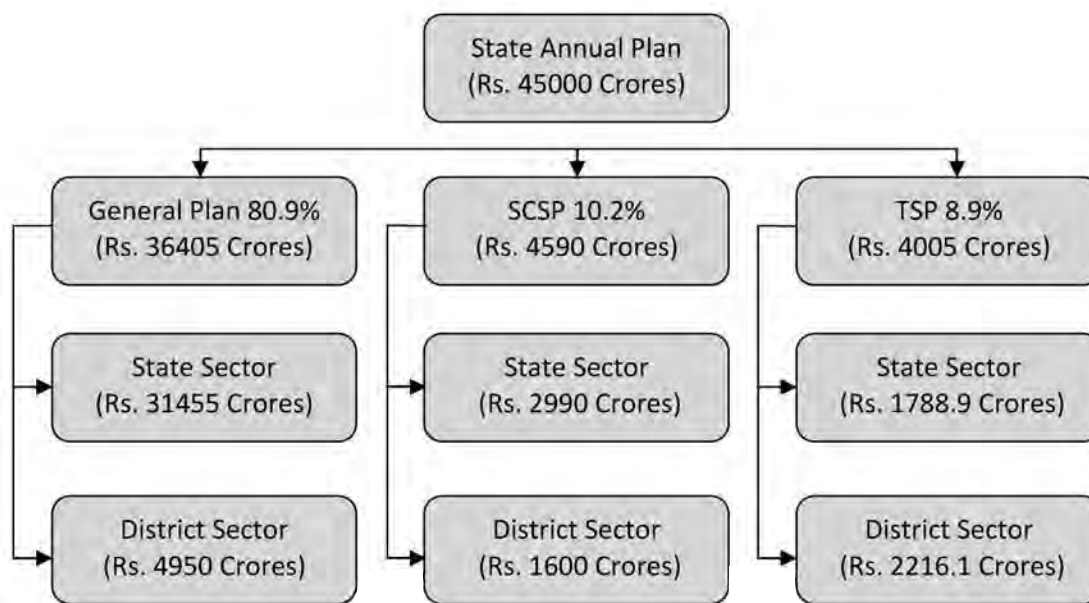 State Annual Plan
(Rs. 45000 Crores)
General Plan 80.9%
(Rs. 36405 Crores)
SCSP 10.2%
(Rs. 4590 Crores)
TSP 8.9%
(Rs. 4005 Crores)
State Sector
(Rs. 31455 Crores)
State Sector
(Rs. 2990 Crores)
State Sector
(Rs. 1788.9 Crores)
District Sector
(Rs. 4950 Crores)
District Sector
(Rs. 1600 Crores)
District Sector
(Rs. 2216.1 Crores)